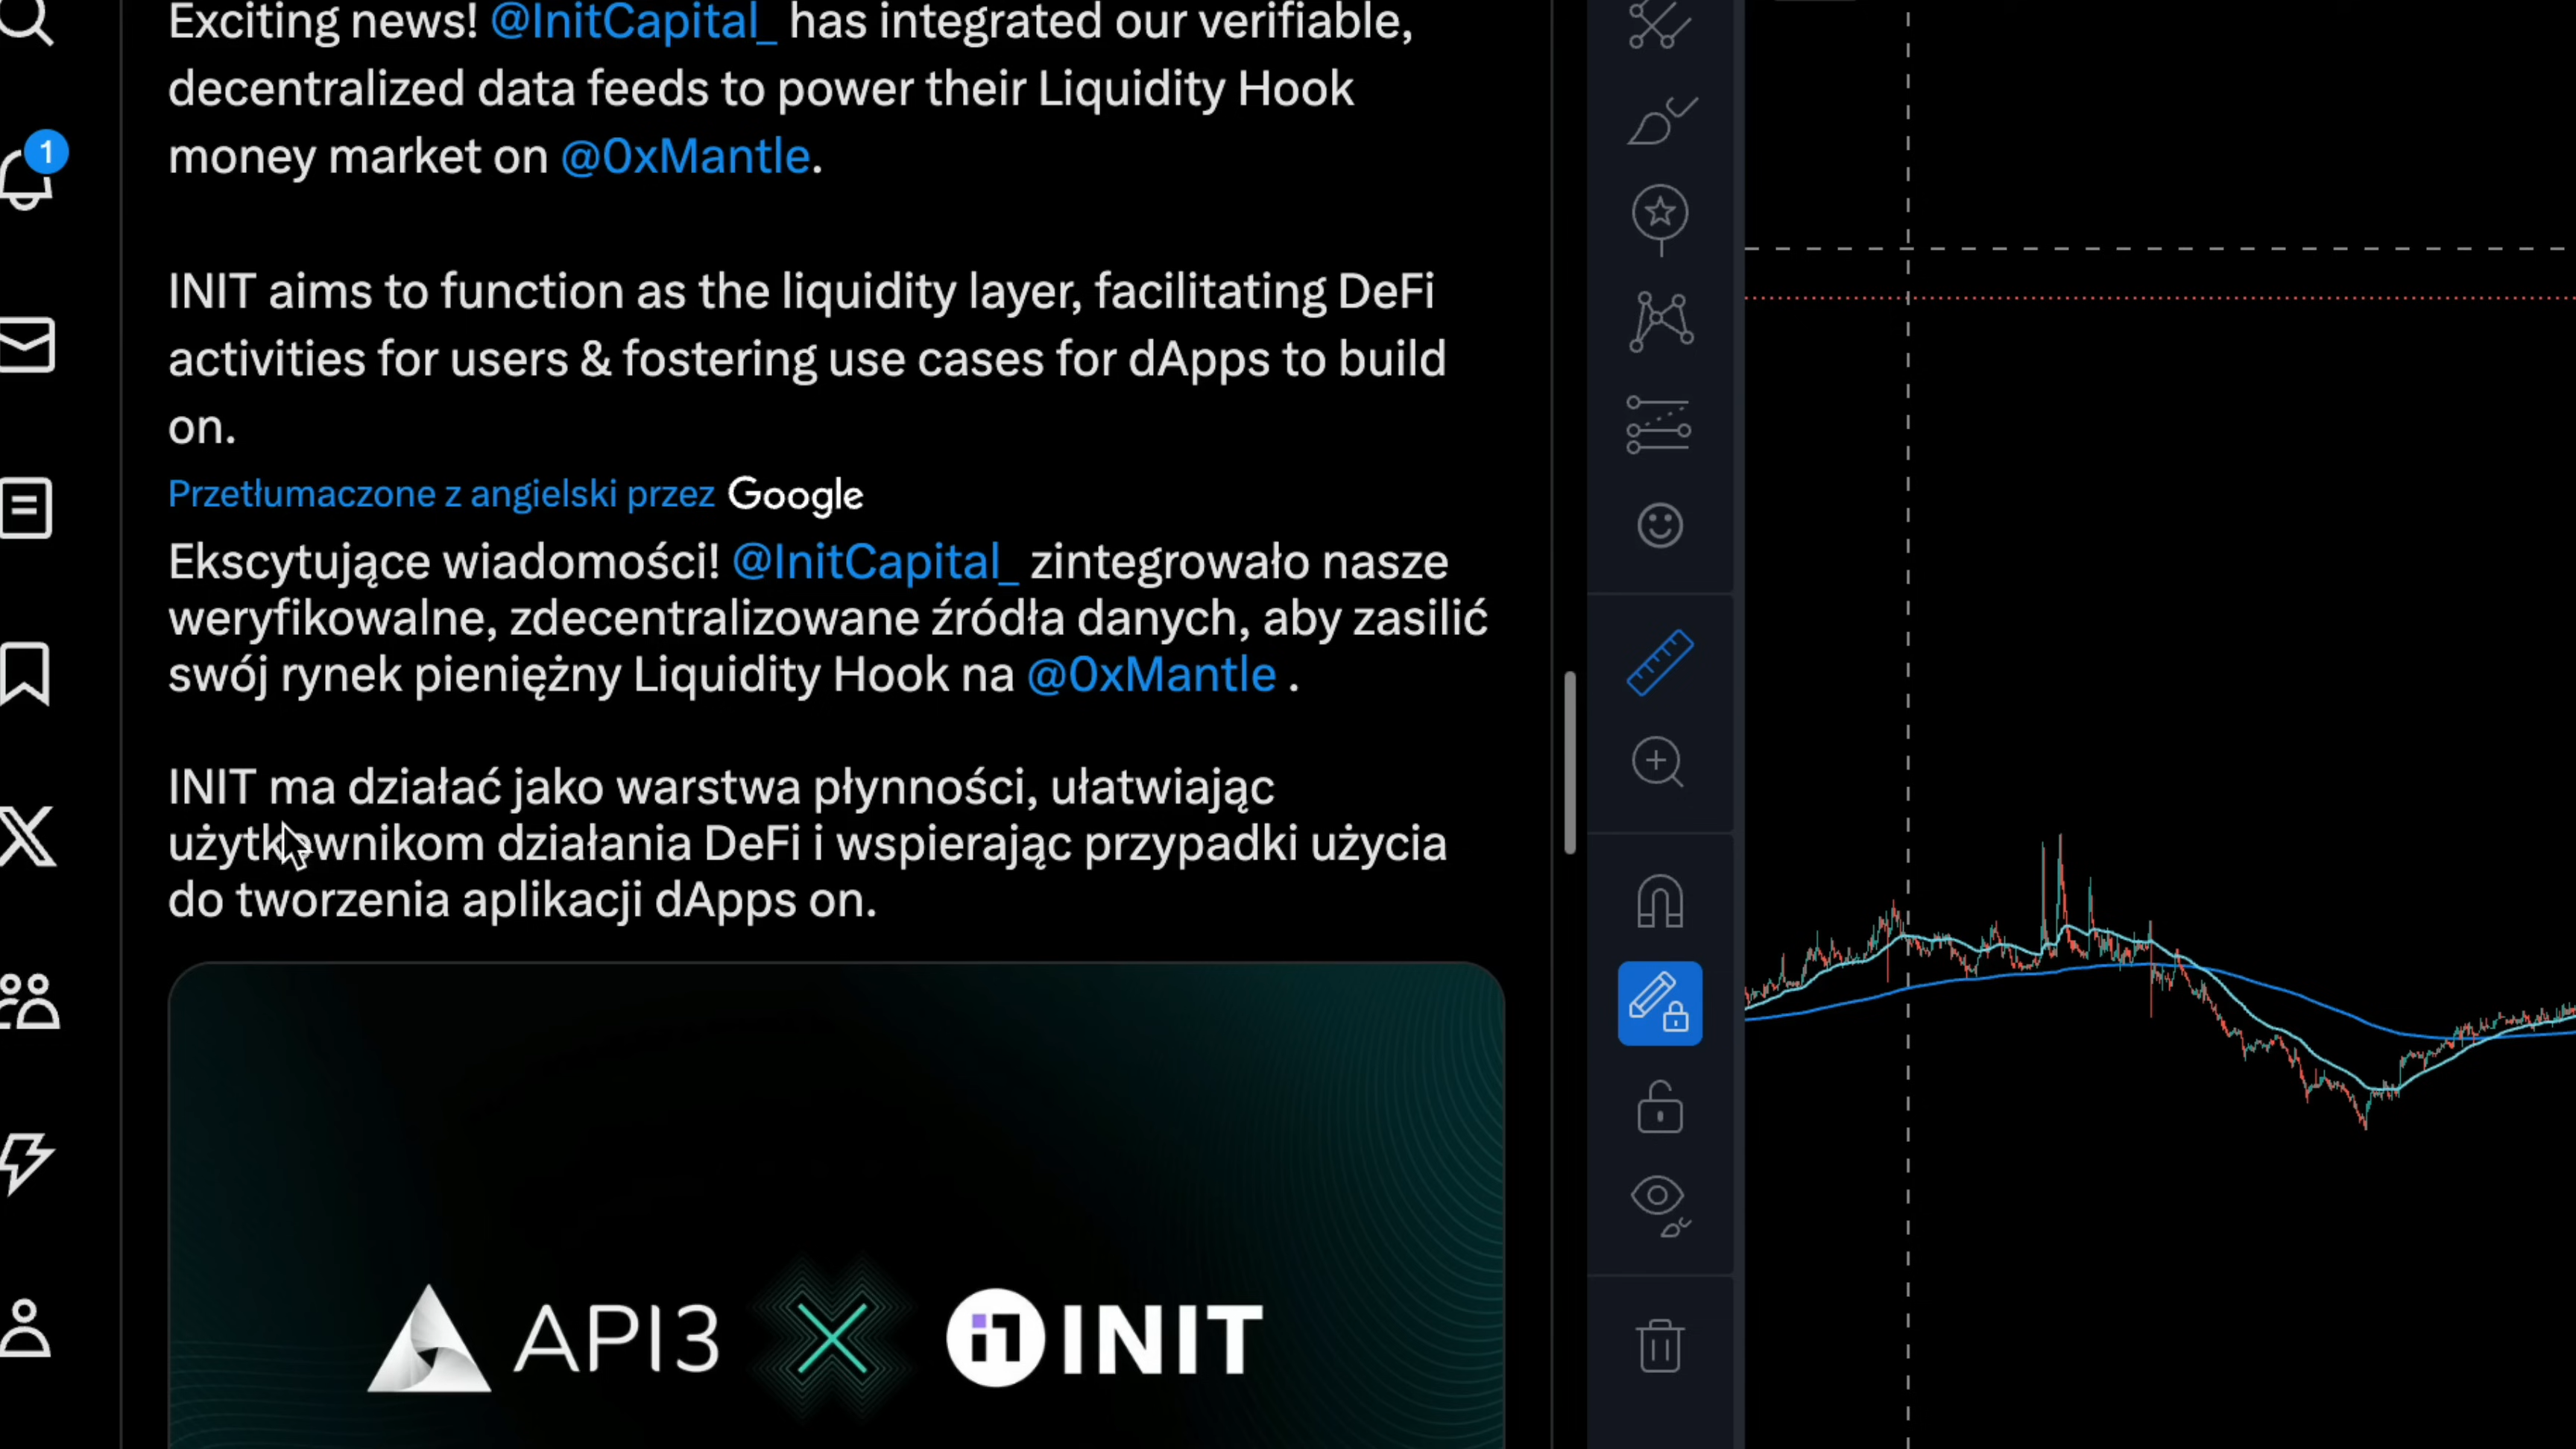 Exciting news! @InitCapital_ has integrated our verifiable,
decentralized data feeds to power their Liquidity Hook
money market on @0xMantle.
INIT aims to function as the liquidity layer, facilitating DeFi
activities for users & fostering use cases for dApps to build
on.
Przetłumaczone z angielski przez Google
Ekscytujące wiadomości! @InitCapital_ zintegrowało nasze
weryfikowalne, zdecentralizowane źródła danych, aby zasilić
swój rynek pieniężny Liquidity Hook na @0xMantle .
INIT ma działać jako warstwa płynności, ułatwiając
użytkownikom działania DeFi i wspierając przypadki użycia
do tworzenia aplikacji dApps on.
API3 X INIT
1